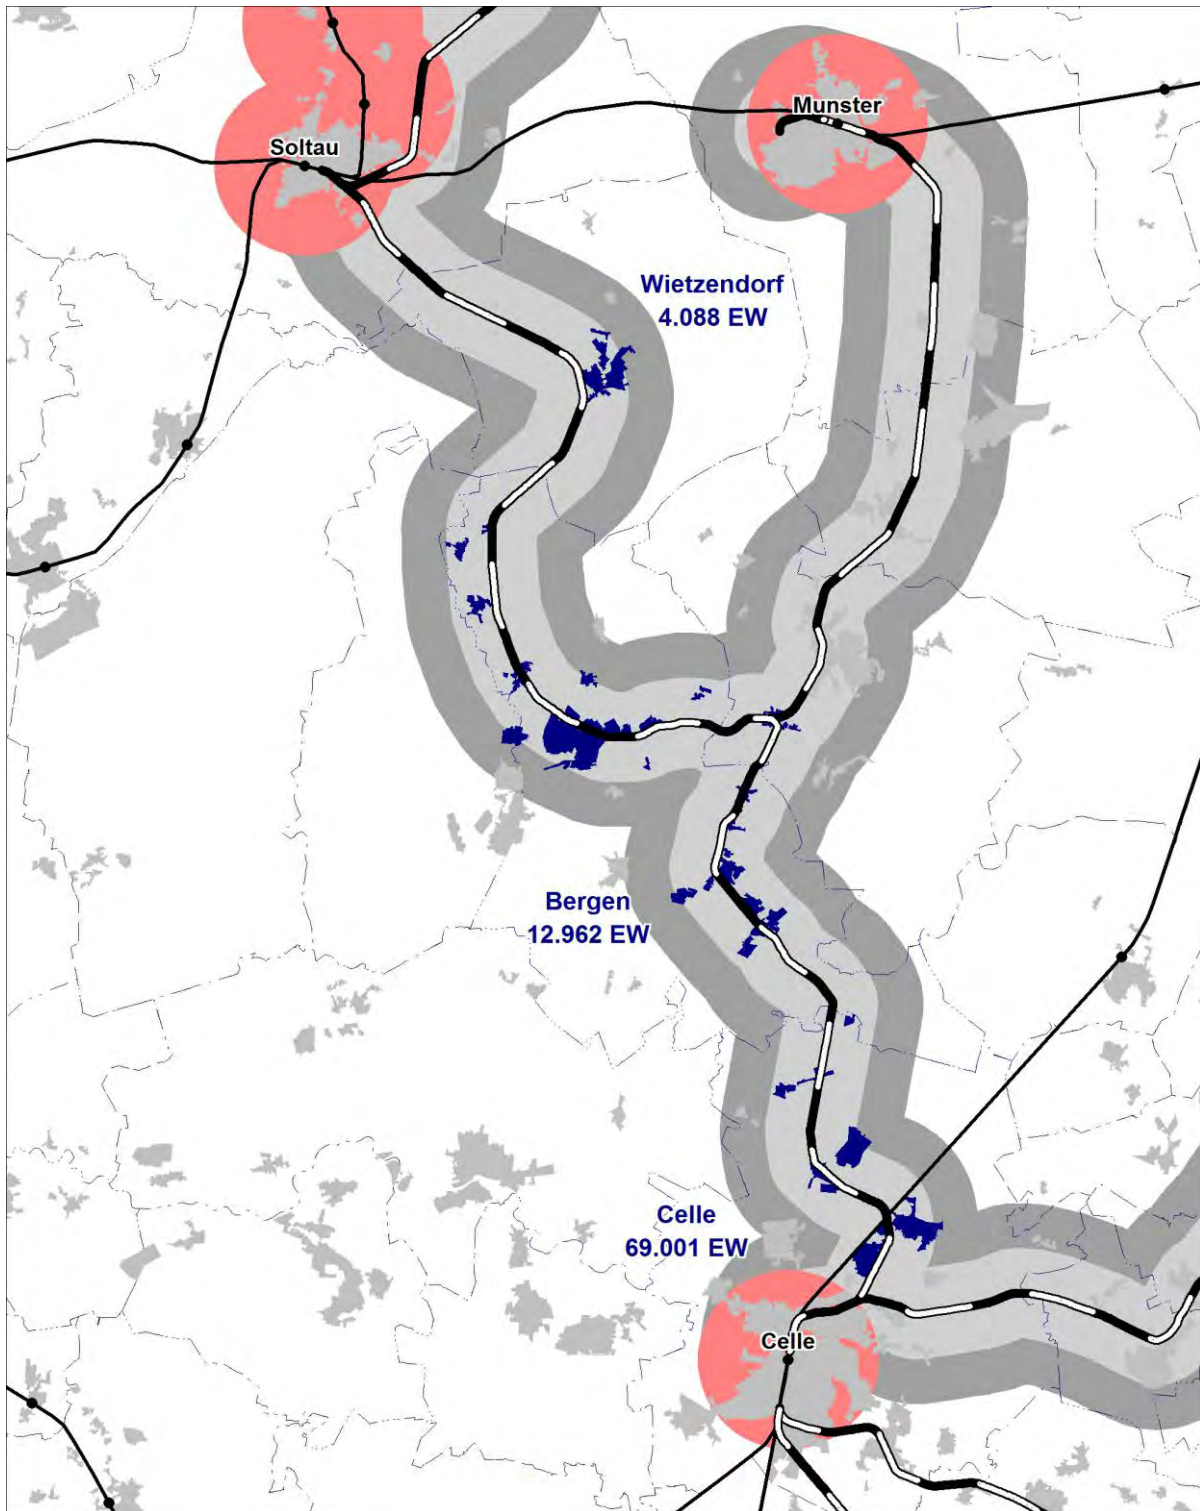 Munster
Soltau
Wietzendorf
4.088 EW
Bergen
12.962 EW
Celle
69.001 EW
Celle